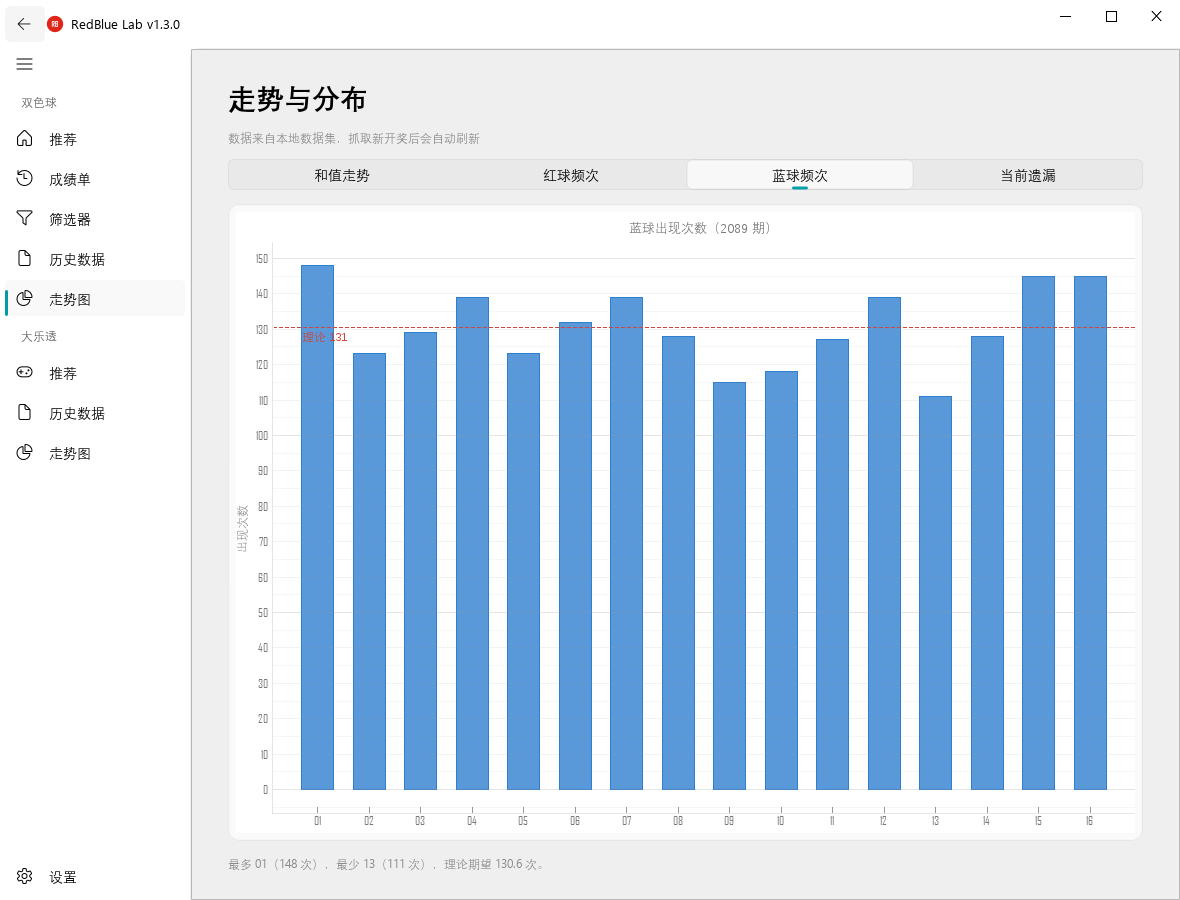 RB RedBlue Lab v1.3.0
双色球
推荐
成绩单
筛选器
历史数据
走势图
大乐透
推荐
历史数据
走势图
设置
走势与分布
数据来自本地数据集，抓取新开奖后会自动刷新
和值走势 红球频次 蓝球频次 当前遗漏
蓝球出现次数（2089 期）
出现次数
150
140
130
120
110
100
90
80
70
60
50
40
30
20
10
0
理论 131
01 02 03 04 05 06 07 08 09 10 11 12 13 14 15 16
最多 01（148 次），最少 13（111 次），理论期望 130.6 次。